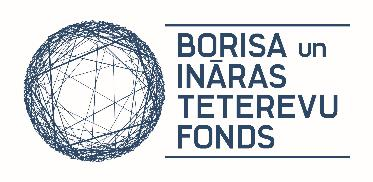 BORISA un
INĀRAS
TETEREVU
FONDS